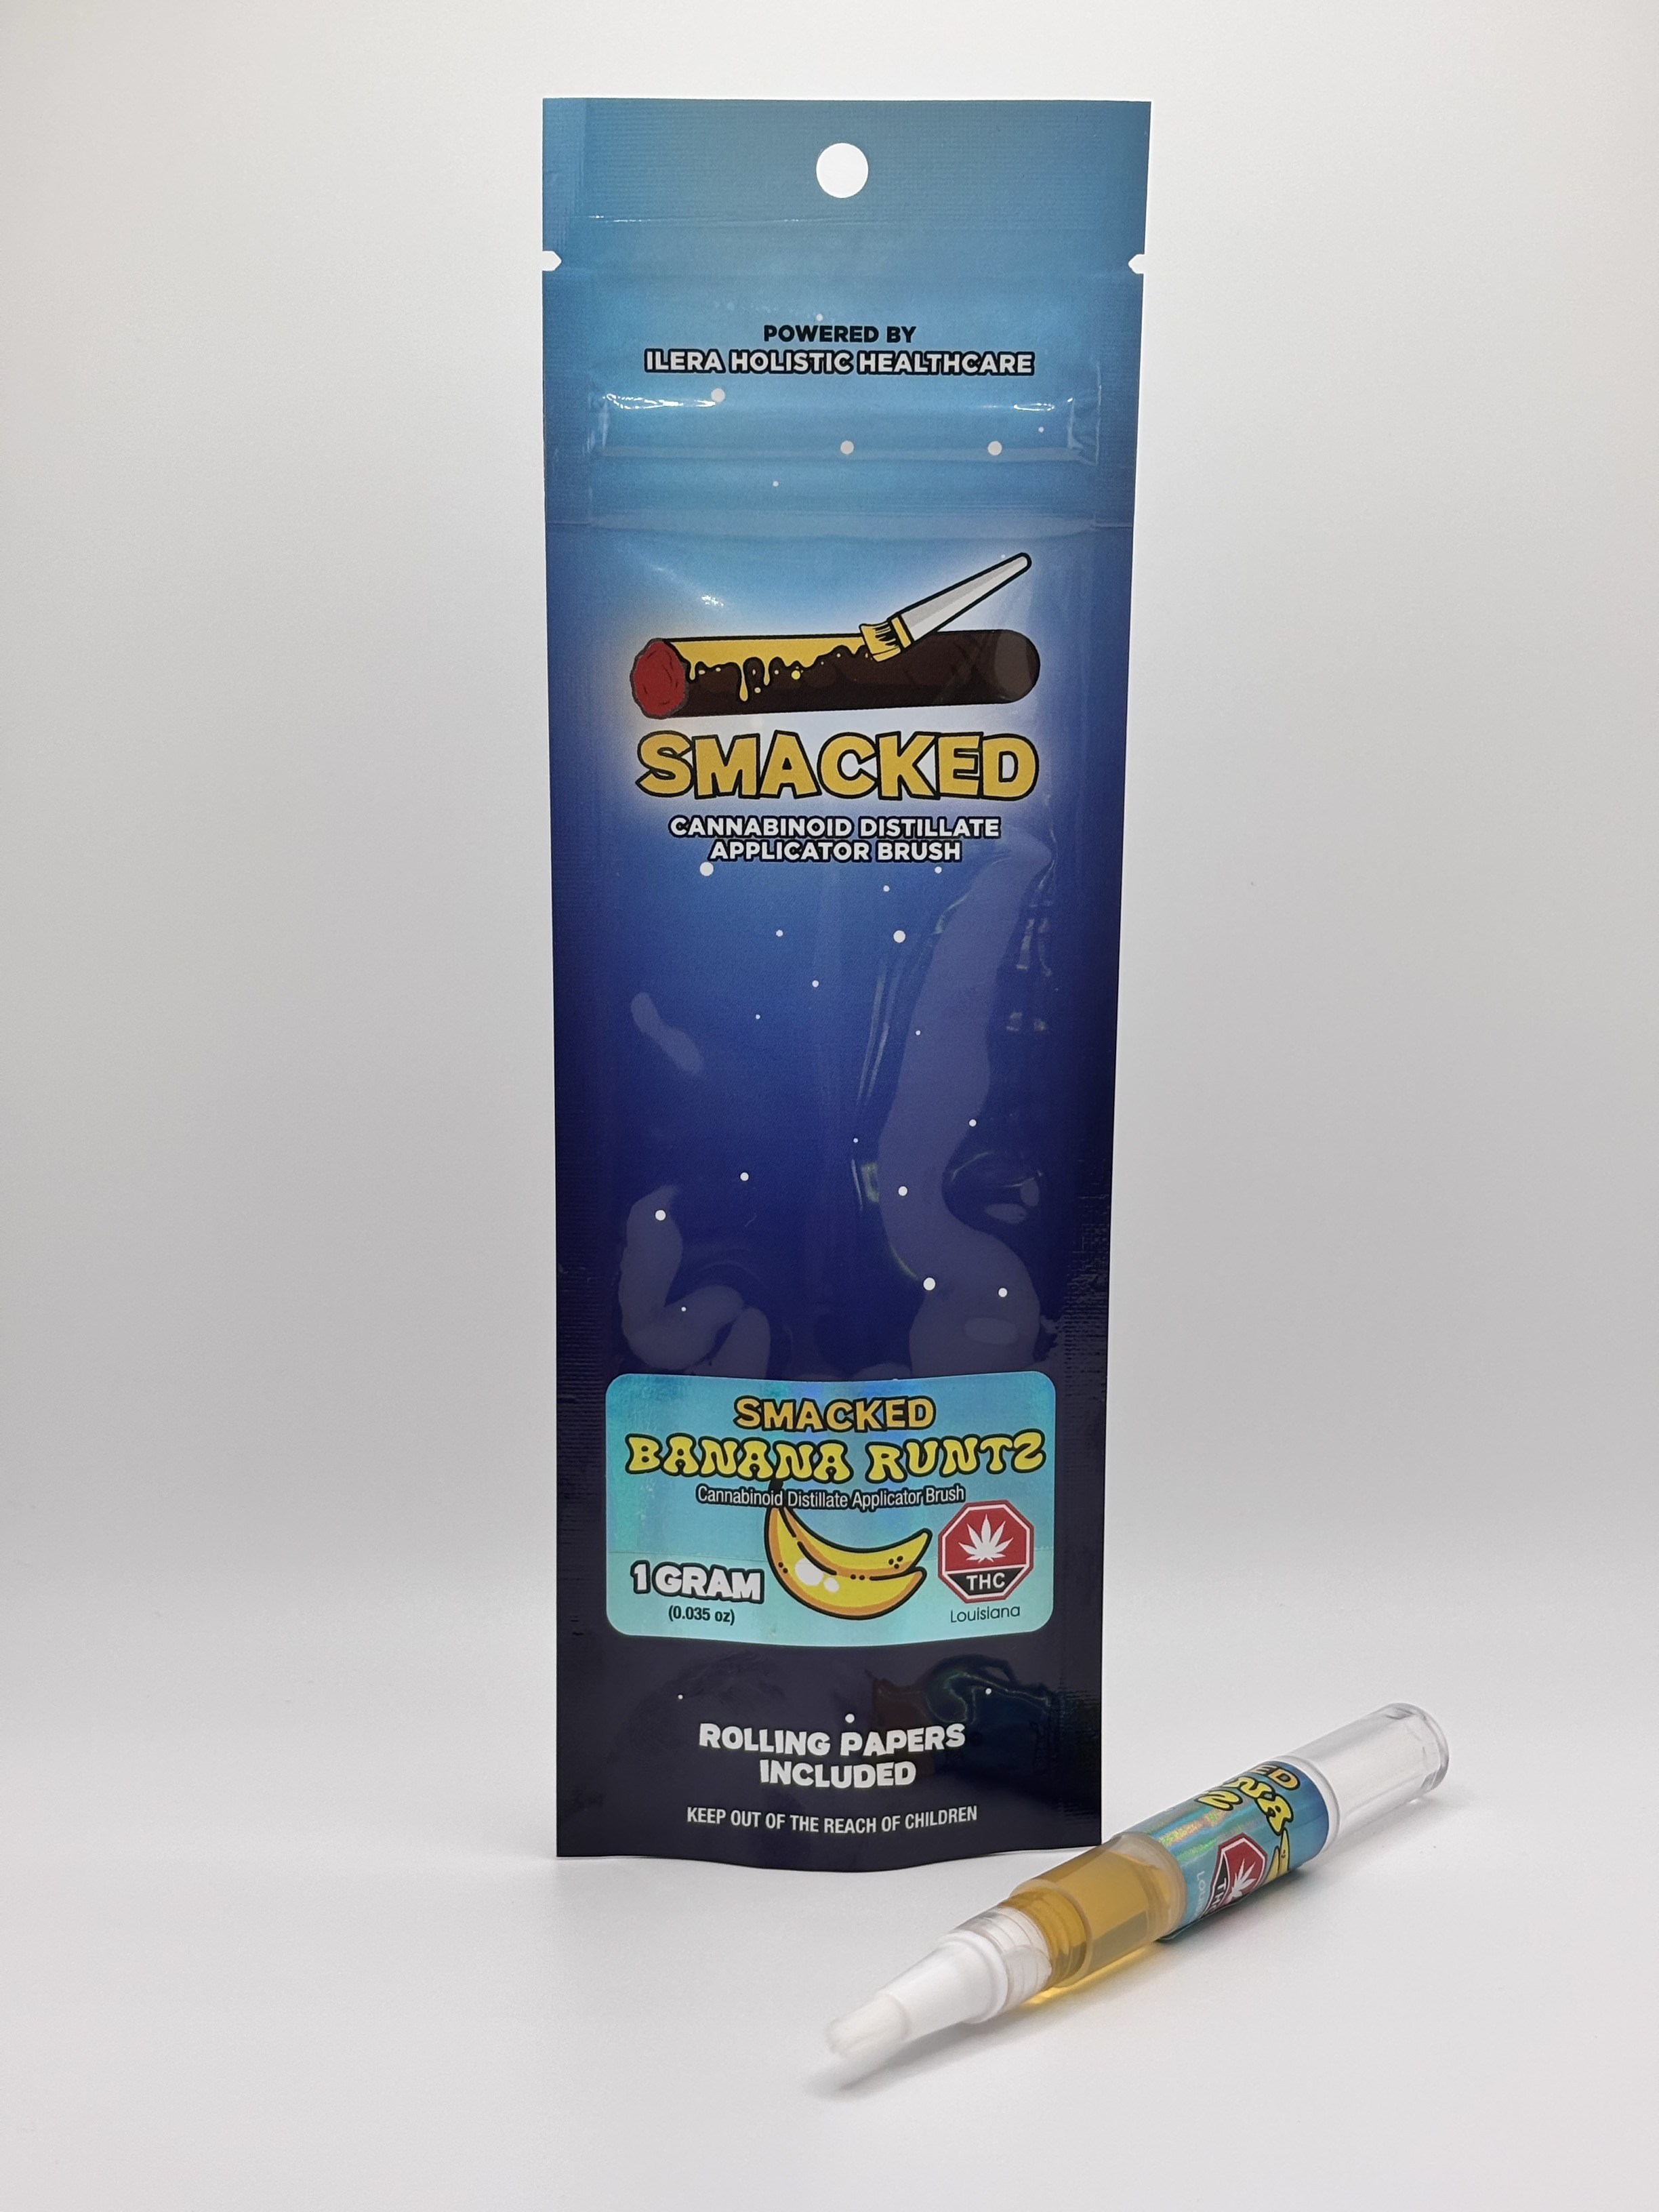 POWERED BY
ILERA HOLISTIC HEALTHCARE
SMACKED
CANNABINOID DISTILLATE
APPLICATOR BRUSH
SMACKED
BANANA RUNTZ
Cannabinoid Distillate Applicator Brush
1 GRAM
(0.035 oz)
THC
Louisiana
ROLLING PAPERS
INCLUDED
KEEP OUT OF THE REACH OF CHILDREN